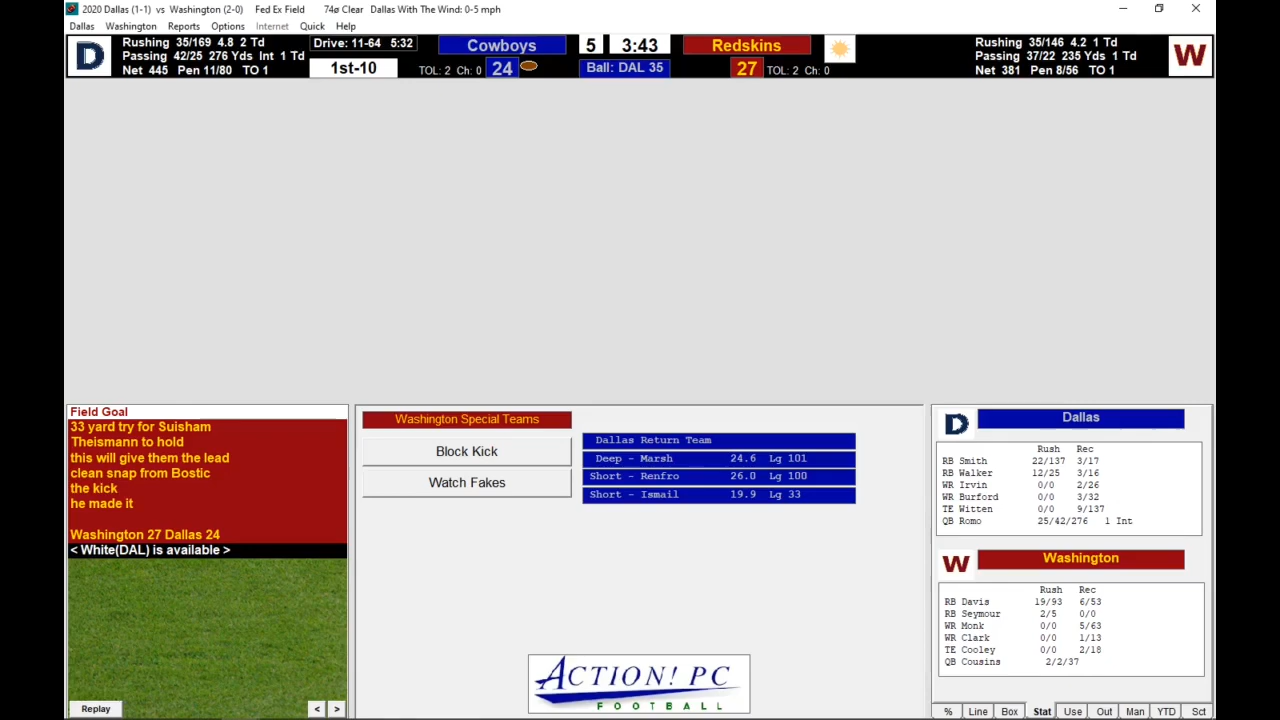 2020 Dallas (1-1) vs Washington (2-0) Fed Ex Field 74ø Clear Dallas With The Wind: 0-5 mph
Dallas Washington Reports Options Internet Quick Help
D
Rushing 35/169 4.8 2 Td
Passing 42/25 276 Yds Int 1 Td
Net 445 Pen 11/80 TO 1
Drive: 11-64 5:32
1st-10
Cowboys
TOL: 2 Ch: 0 24
5 3:43
Ball: DAL 35
Redskins
27 TOL: 2 Ch: 0
Rushing 35/146 4.2 1 Td
Passing 37/22 235 Yds 1 Td
Net 381 Pen 8/56 TO 1
W
Field Goal
33 yard try for Suisham
Theismann to hold
this will give them the lead
clean snap from Bostic
the kick
he made it
Washington 27 Dallas 24
< White(DAL) is available >
Replay < >
Washington Special Teams
Block Kick
Watch Fakes
Dallas Return Team
Deep - Marsh 24.6 Lg 101
Short - Renfro 26.0 Lg 100
Short - Ismail 19.9 Lg 33
ACTION! PC
FOOTBALL
D Dallas
Rush Rec
RB Smith 22/137 3/17
RB Walker 12/25 3/16
WR Irvin 0/0 2/26
WR Burford 0/0 3/32
TE Witten 0/0 9/137
QB Romo 25/42/276 1 Int
W Washington
Rush Rec
RB Davis 19/93 6/53
RB Seymour 2/5 0/0
WR Monk 0/0 5/63
WR Clark 0/0 1/13
TE Cooley 0/0 2/18
QB Cousins 2/2/37
% Line Box Stat Use Out Man YTD Sct